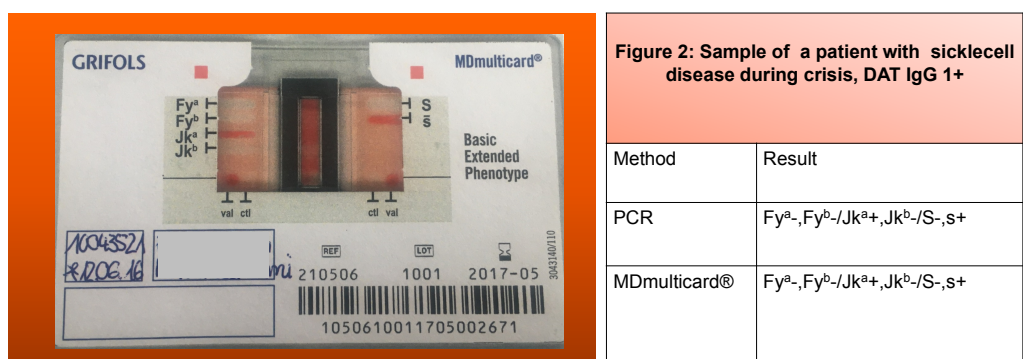 GRIFOLS
MDmulticard®
Fyᵃ
Fyᵇ
Jkᵃ
Jkᵇ
S
s̄
Basic
Extended
Phenotype
val ctl
ctl val
3043140/110
*12.06.16
REF
LOT
210506 1001 2017-05
1050610011705002671
Figure 2: Sample of a patient with sicklecell
disease during crisis, DAT IgG 1+
Method Result
PCR Fyᵃ-,Fyᵇ-/Jkᵃ+,Jkᵇ-/S-,s+
MDmulticard® Fyᵃ-,Fyᵇ-/Jkᵃ+,Jkᵇ-/S-,s+